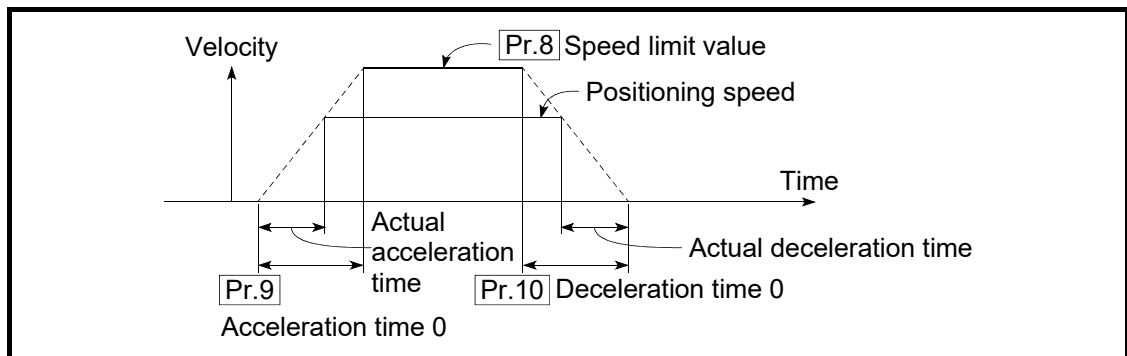 Velocity
Pr.8 Speed limit value
Positioning speed
Time
Actual
acceleration
time
Actual deceleration time
Pr.9
Acceleration time 0
Pr.10 Deceleration time 0